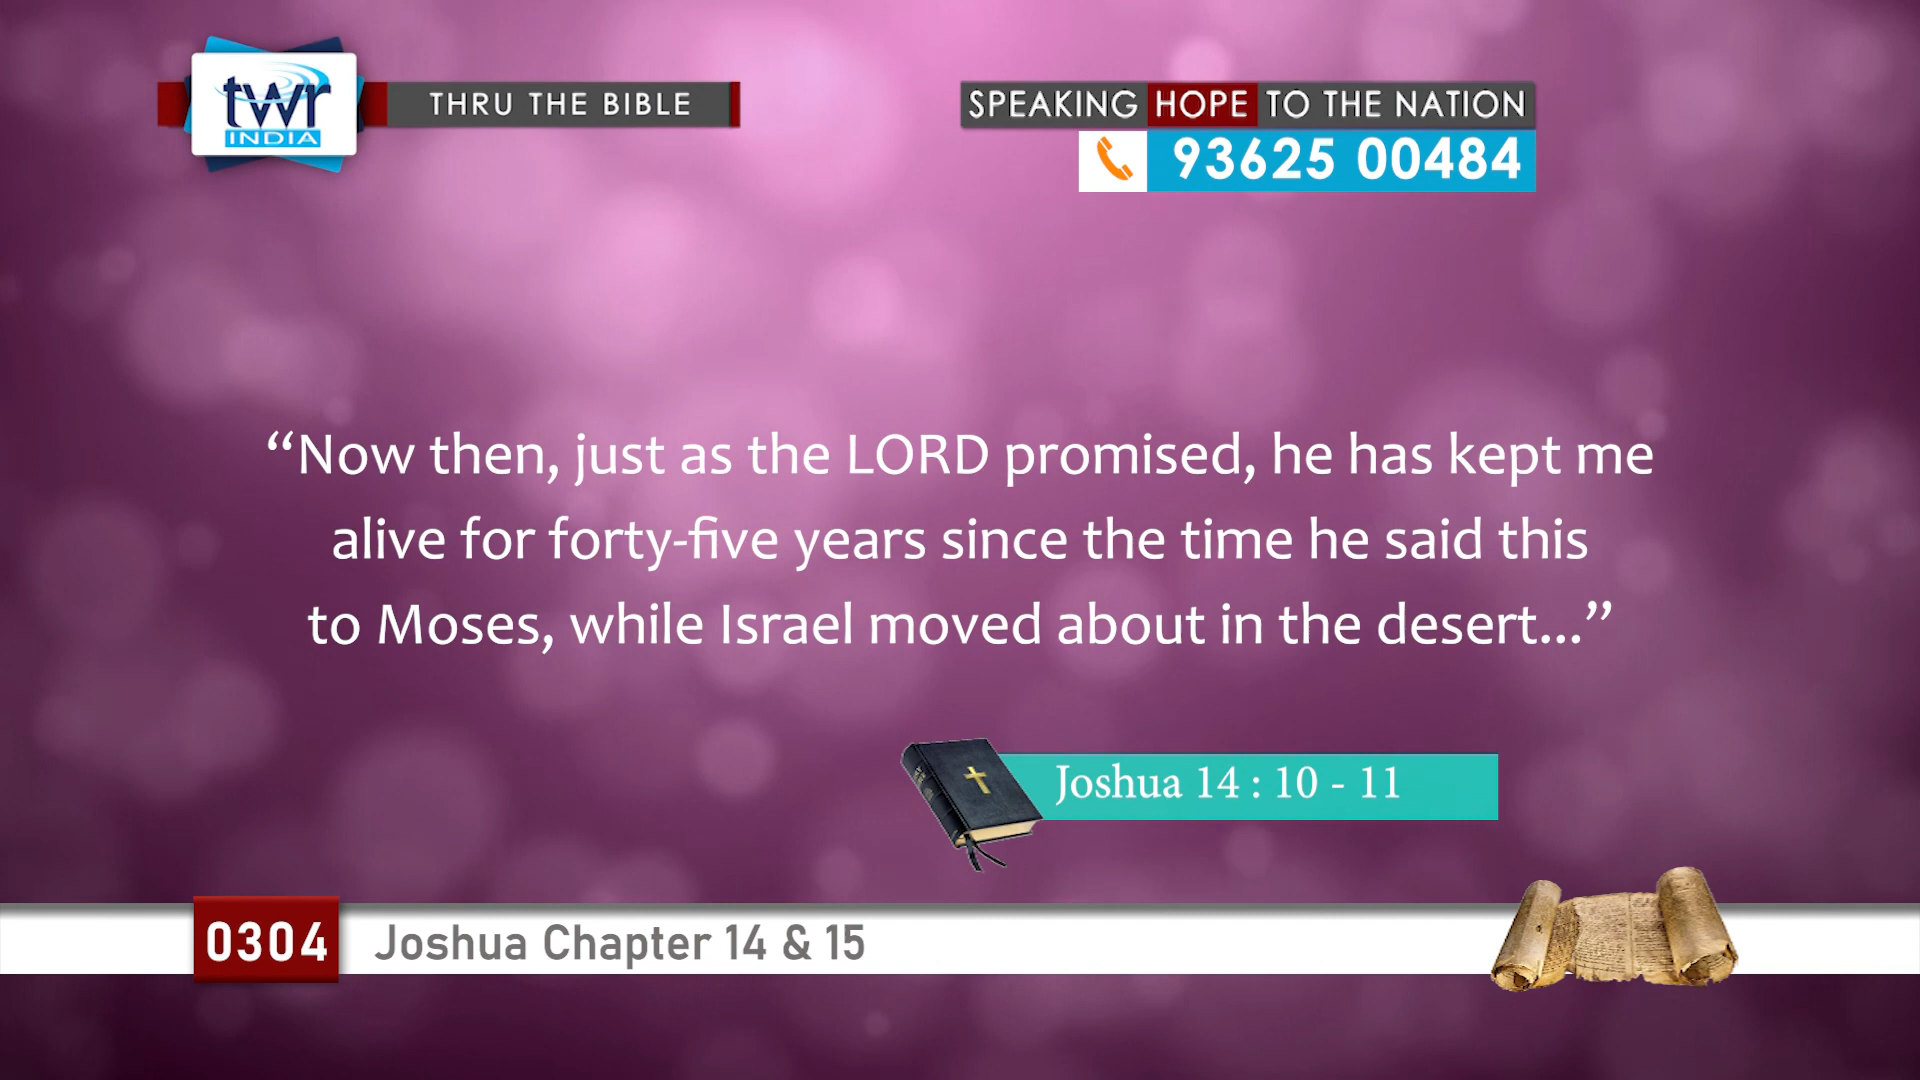 twr
INDIA
THRU THE BIBLE
SPEAKING HOPE TO THE NATION
93625 00484
“Now then, just as the LORD promised, he has kept me
alive for forty-five years since the time he said this
to Moses, while Israel moved about in the desert...”
Joshua 14 : 10 - 11
0304
Joshua Chapter 14 & 15